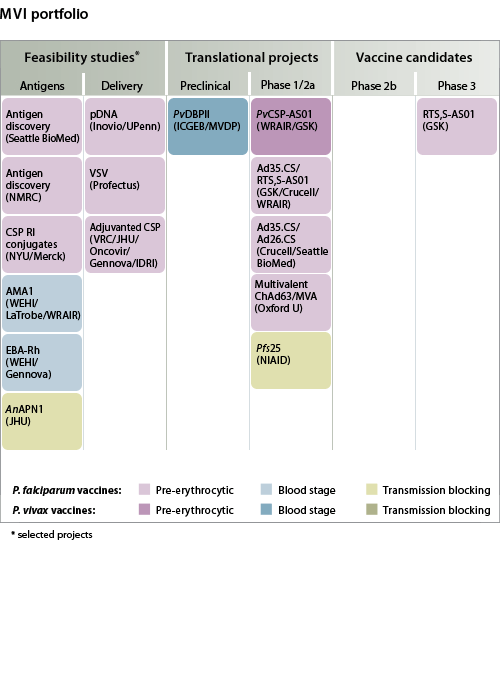 MVI portfolio
Feasibility studies*
Translational projects
Vaccine candidates
Antigens
Delivery
Preclinical
Phase 1/2a
Phase 2b
Phase 3
Antigen
discovery
(Seattle BioMed)
pDNA
(Inovio/UPenn)
PvDBPII
(ICGEB/MVDP)
PvCSP-AS01
(WRAIR/GSK)
RTS,S-AS01
(GSK)
Antigen
discovery
(NMRC)
VSV
(Profectus)
Ad35.CS/
RTS,S-AS01
(GSK/Crucell/
WRAIR)
CSP RI
conjugates
(NYU/Merck)
Adjuvanted CSP
(VRC/JHU/
Oncovir/
Gennova/IDRI)
Ad35.CS/
Ad26.CS
(Crucell/Seattle
BioMed)
AMA1
(WEHI/
LaTrobe/WRAIR)
Multivalent
ChAd63/MVA
(Oxford U)
EBA-Rh
(WEHI/
Gennova)
Pfs25
(NIAID)
AnAPN1
(JHU)
P. falciparum vaccines: Pre-erythrocytic Blood stage Transmission blocking
P. vivax vaccines: Pre-erythrocytic Blood stage Transmission blocking
* selected projects